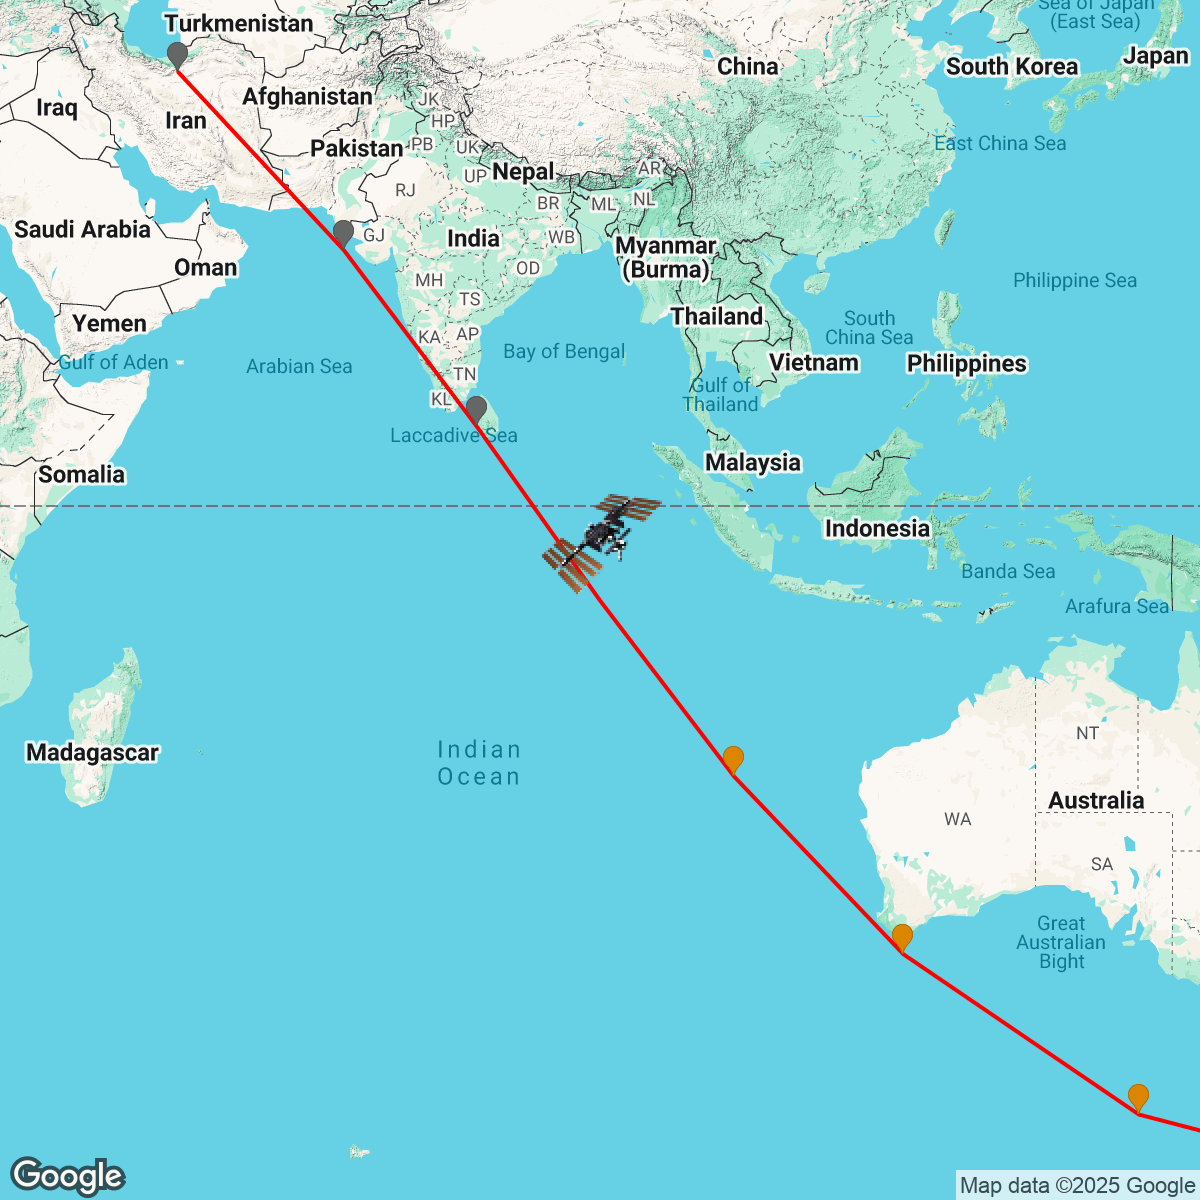 Turkmenistan
Sea of Japan
(East Sea)
Japan
China
South Korea
Iraq
Afghanistan
JK
HP
Iran
Pakistan
PB
UK
East China Sea
Nepal
UP
AR
RJ
BR
ML
NL
Saudi Arabia
GJ
India
WB
Myanmar
(Burma)
Oman
OD
MH
Philippine Sea
TS
Yemen
Thailand
South
China Sea
KA
AP
Gulf of Aden
Arabian Sea
Bay of Bengal
Vietnam
Philippines
TN
Gulf of
Thailand
KL
Laccadive Sea
Somalia
Malaysia
Indonesia
Banda Sea
Arafura Sea
Madagascar
Indian
Ocean
NT
Australia
WA
SA
Great
Australian
Bight
Google
Map data ©2025 Google